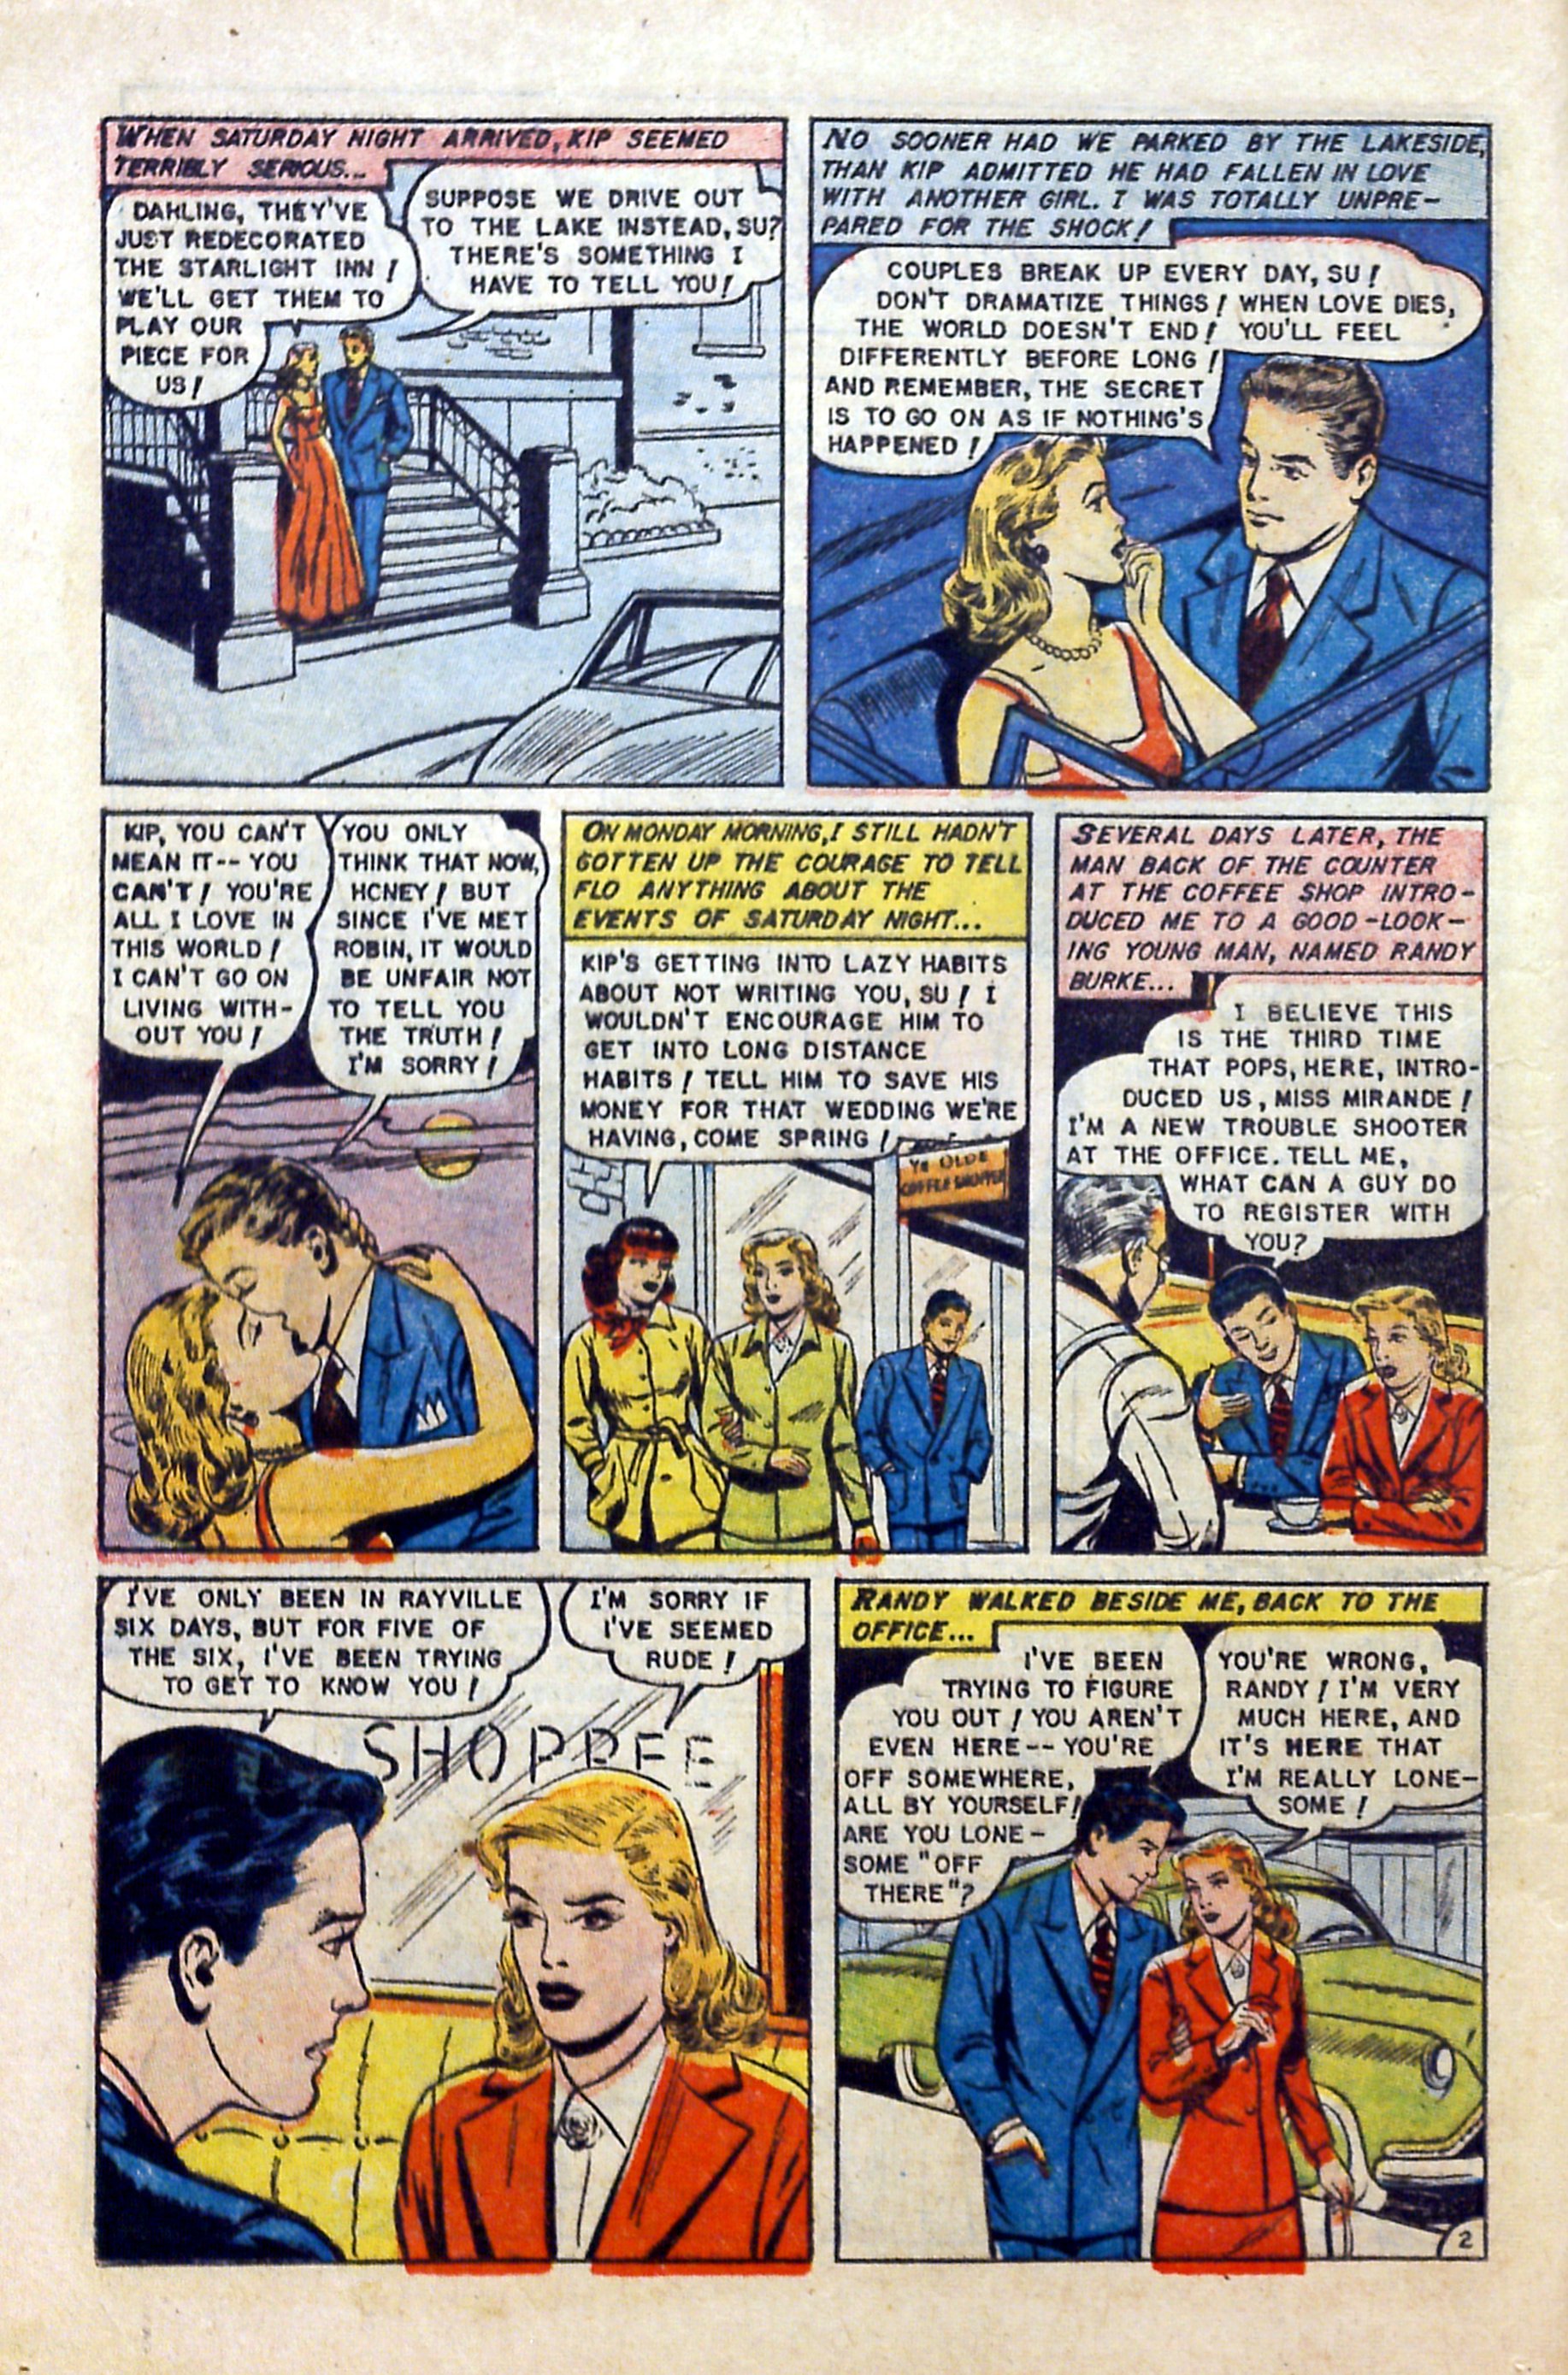 WHEN SATURDAY NIGHT ARRIVED, KIP SEEMED
TERRIBLY SERIOUS...
DAHLING, THEY'VE
JUST REDECORATED
THE STARLIGHT INN!
WE'LL GET THEM TO
PLAY OUR
PIECE FOR
US!
SUPPOSE WE DRIVE OUT
TO THE LAKE INSTEAD, SU?
THERE'S SOMETHING I
HAVE TO TELL YOU!
NO SOONER HAD WE PARKED BY THE LAKESIDE,
THAN KIP ADMITTED HE HAD FALLEN IN LOVE
WITH ANOTHER GIRL. I WAS TOTALLY UNPRE-
PARED FOR THE SHOCK!
COUPLES BREAK UP EVERY DAY, SU!
DON'T DRAMATIZE THINGS! WHEN LOVE DIES,
THE WORLD DOESN'T END! YOU'LL FEEL
DIFFERENTLY BEFORE LONG!
AND REMEMBER, THE SECRET
IS TO GO ON AS IF NOTHING'S
HAPPENED!
KIP, YOU CAN'T
MEAN IT-- YOU
CAN'T! YOU'RE
ALL I LOVE IN
THIS WORLD!
I CAN'T GO ON
LIVING WITH-
OUT YOU!
YOU ONLY
THINK THAT NOW,
HONEY! BUT
SINCE I'VE MET
ROBIN, IT WOULD
BE UNFAIR NOT
TO TELL YOU
THE TRUTH!
I'M SORRY!
ON MONDAY MORNING, I STILL HADN'T
GOTTEN UP THE COURAGE TO TELL
FLO ANYTHING ABOUT THE
EVENTS OF SATURDAY NIGHT...
KIP'S GETTING INTO LAZY HABITS
ABOUT NOT WRITING YOU, SU! I
WOULDN'T ENCOURAGE HIM TO
GET INTO LONG DISTANCE
HABITS! TELL HIM TO SAVE HIS
MONEY FOR THAT WEDDING WE'RE
HAVING, COME SPRING!
YE OLDE
COFFEE SHOPPE
SEVERAL DAYS LATER, THE
MAN BACK OF THE COUNTER
AT THE COFFEE SHOP INTRO-
DUCED ME TO A GOOD-LOOK-
ING YOUNG MAN, NAMED RANDY
BURKE...
I BELIEVE THIS
IS THE THIRD TIME
THAT POPS, HERE, INTRO-
DUCED US, MISS MIRANDE!
I'M A NEW TROUBLE SHOOTER
AT THE OFFICE. TELL ME,
WHAT CAN A GUY DO
TO REGISTER WITH
YOU?
I'VE ONLY BEEN IN RAYVILLE
SIX DAYS, BUT FOR FIVE OF
THE SIX, I'VE BEEN TRYING
TO GET TO KNOW YOU!
I'M SORRY IF
I'VE SEEMED
RUDE!
SHOPPEE
RANDY WALKED BESIDE ME, BACK TO THE
OFFICE...
I'VE BEEN
TRYING TO FIGURE
YOU OUT! YOU AREN'T
EVEN HERE-- YOU'RE
OFF SOMEWHERE,
ALL BY YOURSELF!
ARE YOU LONE-
SOME "OFF
THERE"?
YOU'RE WRONG,
RANDY! I'M VERY
MUCH HERE, AND
IT'S HERE THAT
I'M REALLY LONE-
SOME!
2